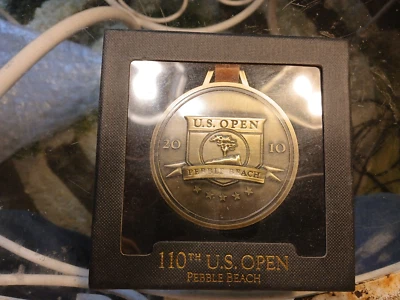 U.S. OPEN
20 10
PEBBLE BEACH
110TH U.S. OPEN
PEBBLE BEACH